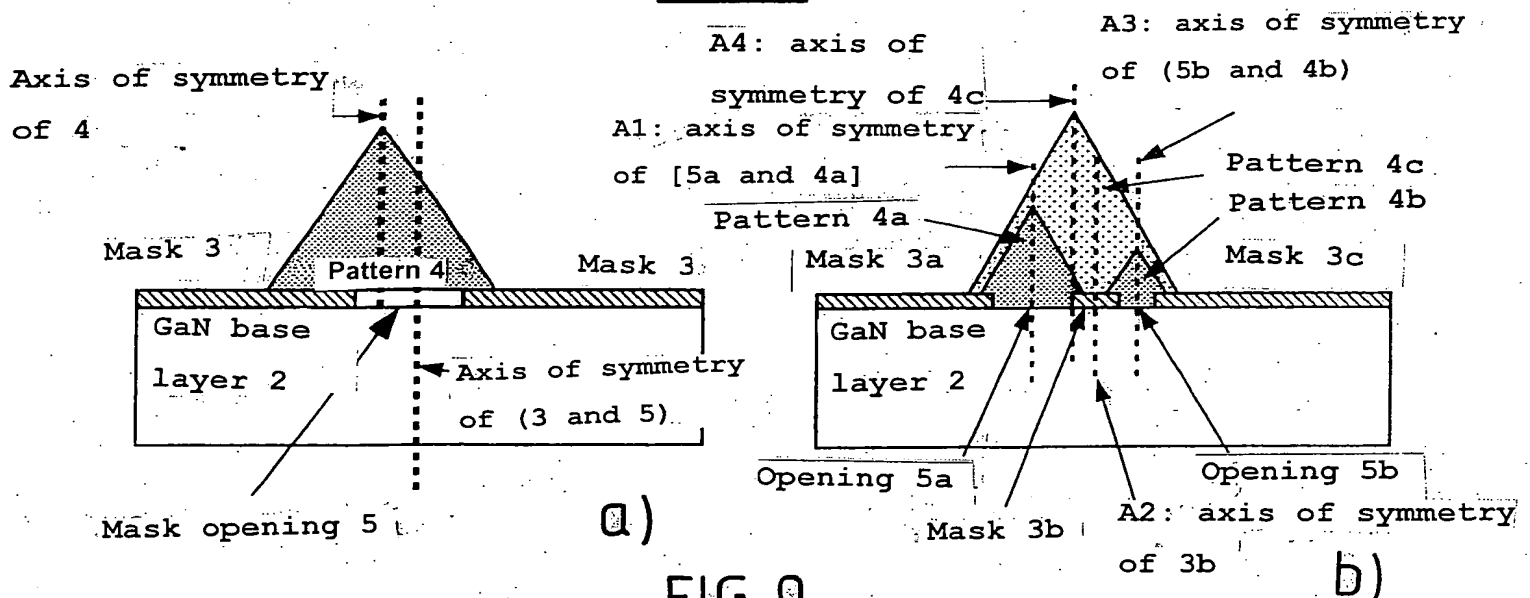 Axis of symmetry
of 4
Mask 3
Pattern 4
Mask 3
GaN base
layer 2
Axis of symmetry
of (3 and 5)
Mask opening 5
a)
A4: axis of
symmetry of 4c
A3: axis of symmetry
of (5b and 4b)
A1: axis of symmetry
of [5a and 4a]
Pattern 4c
Pattern 4a
Pattern 4b
Mask 3a
Mask 3c
GaN base
layer 2
Opening 5a
Opening 5b
Mask 3b
A2: axis of symmetry
of 3b
b)